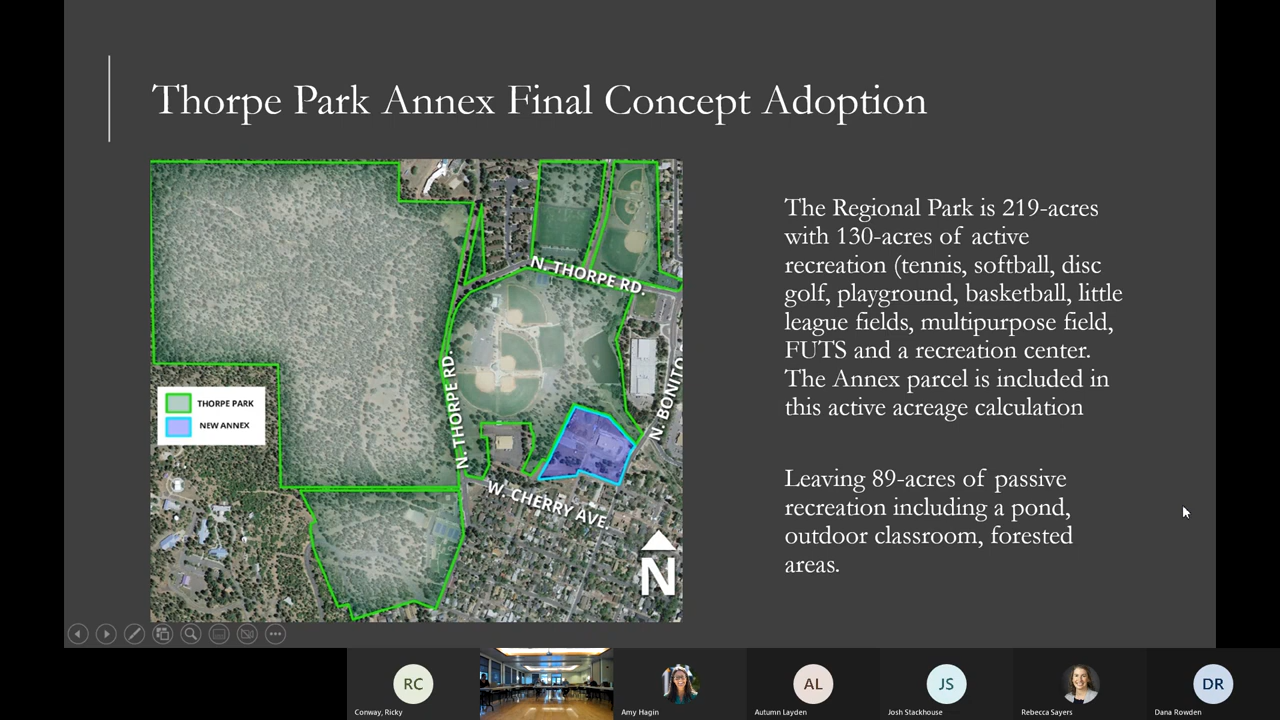 Thorpe Park Annex Final Concept Adoption
N. THORPE RD.
N. THORPE RD.
N. BONITO
W. CHERRY AVE.
THORPE PARK
NEW ANNEX
N
The Regional Park is 219-acres
with 130-acres of active
recreation (tennis, softball, disc
golf, playground, basketball, little
league fields, multipurpose field,
FUTS and a recreation center.
The Annex parcel is included in
this active acreage calculation
Leaving 89-acres of passive
recreation including a pond,
outdoor classroom, forested
areas.
RC
AL
JS
DR
Conway, Ricky
Amy Hagin
Autumn Layden
Josh Stackhouse
Rebecca Sayers
Dana Rowden